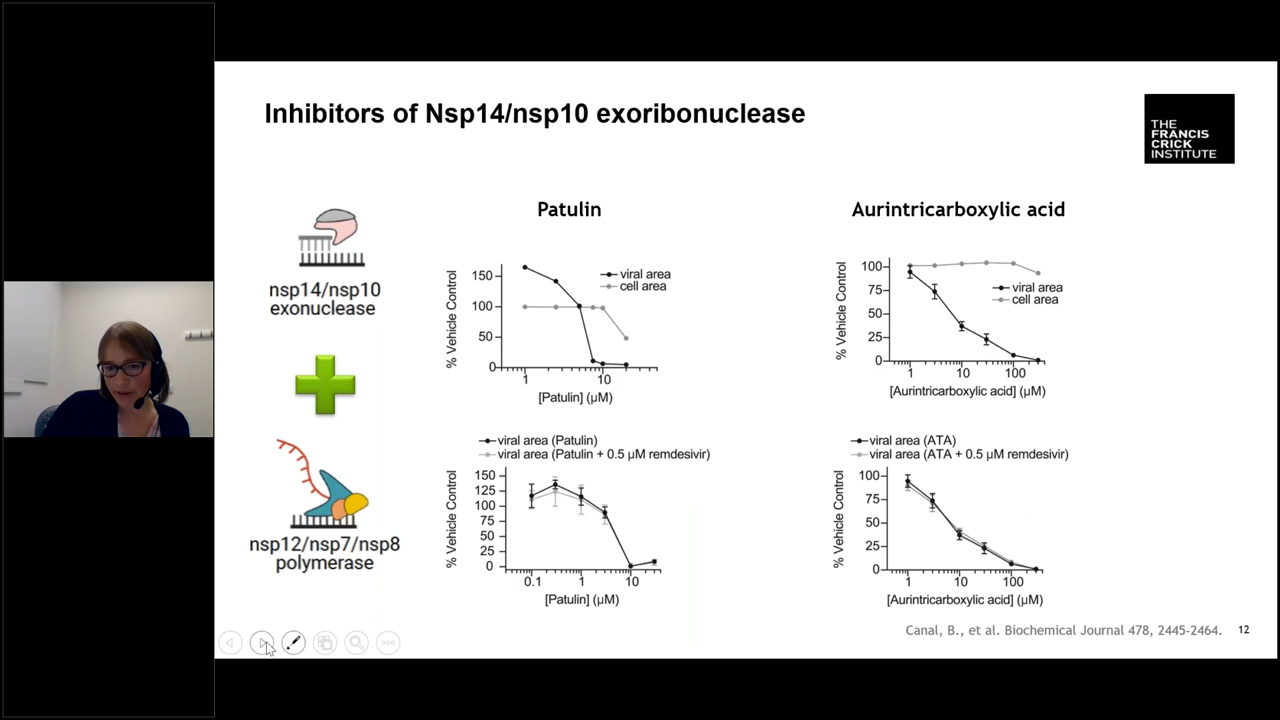 Inhibitors of Nsp14/nsp10 exoribonuclease
THE
FRANCIS
CRICK
INSTITUTE
nsp14/nsp10
exonuclease
nsp12/nsp7/nsp8
polymerase
Patulin
% Vehicle Control
150
100
50
0
viral area
cell area
1
10
[Patulin] (µM)
viral area (Patulin)
viral area (Patulin + 0.5 µM remdesivir)
% Vehicle Control
150
125
100
75
50
25
0
0.1
1
10
[Patulin] (µM)
Aurintricarboxylic acid
% Vehicle Control
100
75
50
25
0
viral area
cell area
1
10
100
[Aurintricarboxylic acid] (µM)
viral area (ATA)
viral area (ATA + 0.5 µM remdesivir)
% Vehicle Control
100
75
50
25
0
1
10
100
[Aurintricarboxylic acid] (µM)
Canal, B., et al. Biochemical Journal 478, 2445-2464.
12